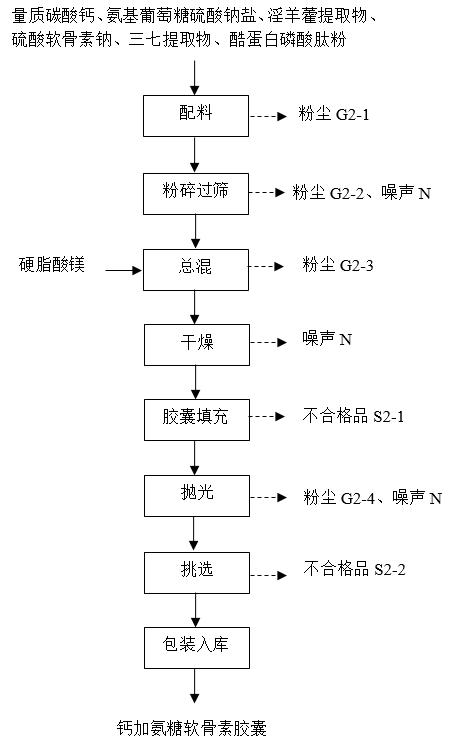 量质碳酸钙、氨基葡萄糖硫酸钠盐、淫羊藿提取物、
硫酸软骨素钠、三七提取物、酪蛋白磷酸肽粉
配料
粉尘 G2-1
粉碎过筛
粉尘 G2-2、噪声 N
硬脂酸镁
总混
粉尘 G2-3
干燥
噪声 N
胶囊填充
不合格品 S2-1
抛光
粉尘 G2-4、噪声 N
挑选
不合格品 S2-2
包装入库
钙加氨糖软骨素胶囊